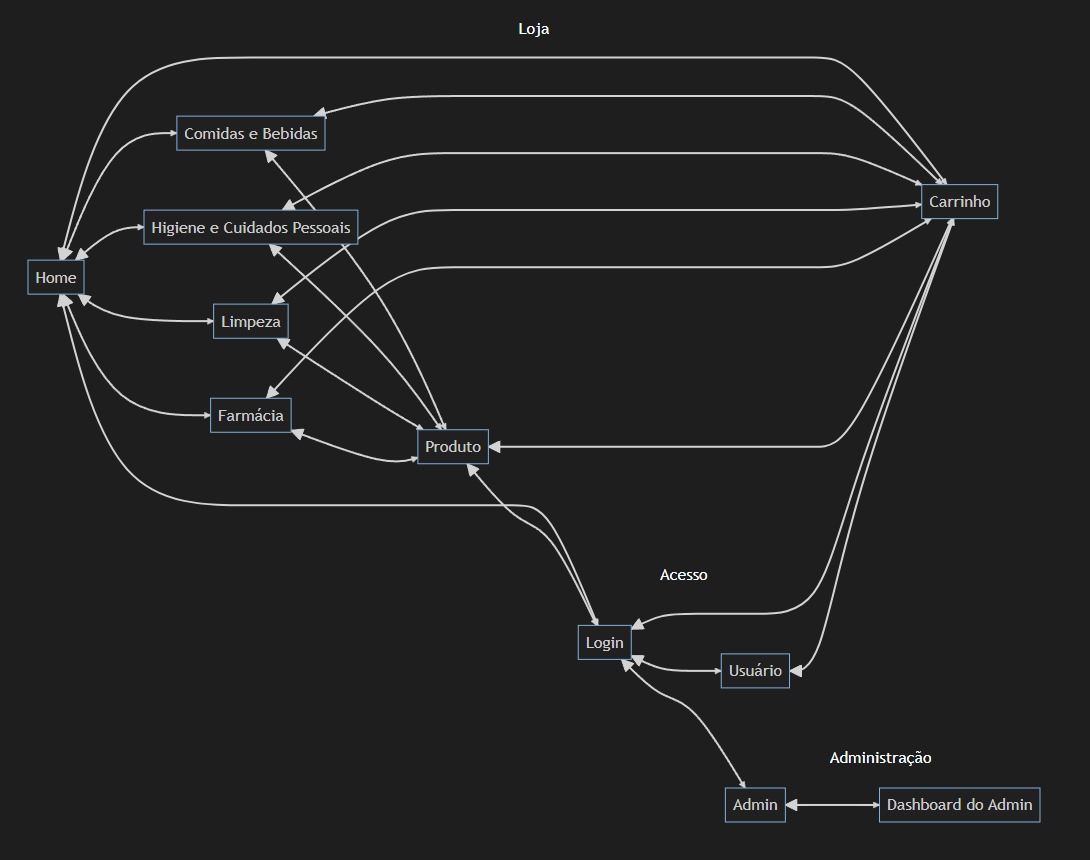 Loja
Comidas e Bebidas
Carrinho
Higiene e Cuidados Pessoais
Home
Limpeza
Farmácia
Produto
Acesso
Login
Usuário
Administração
Admin
Dashboard do Admin